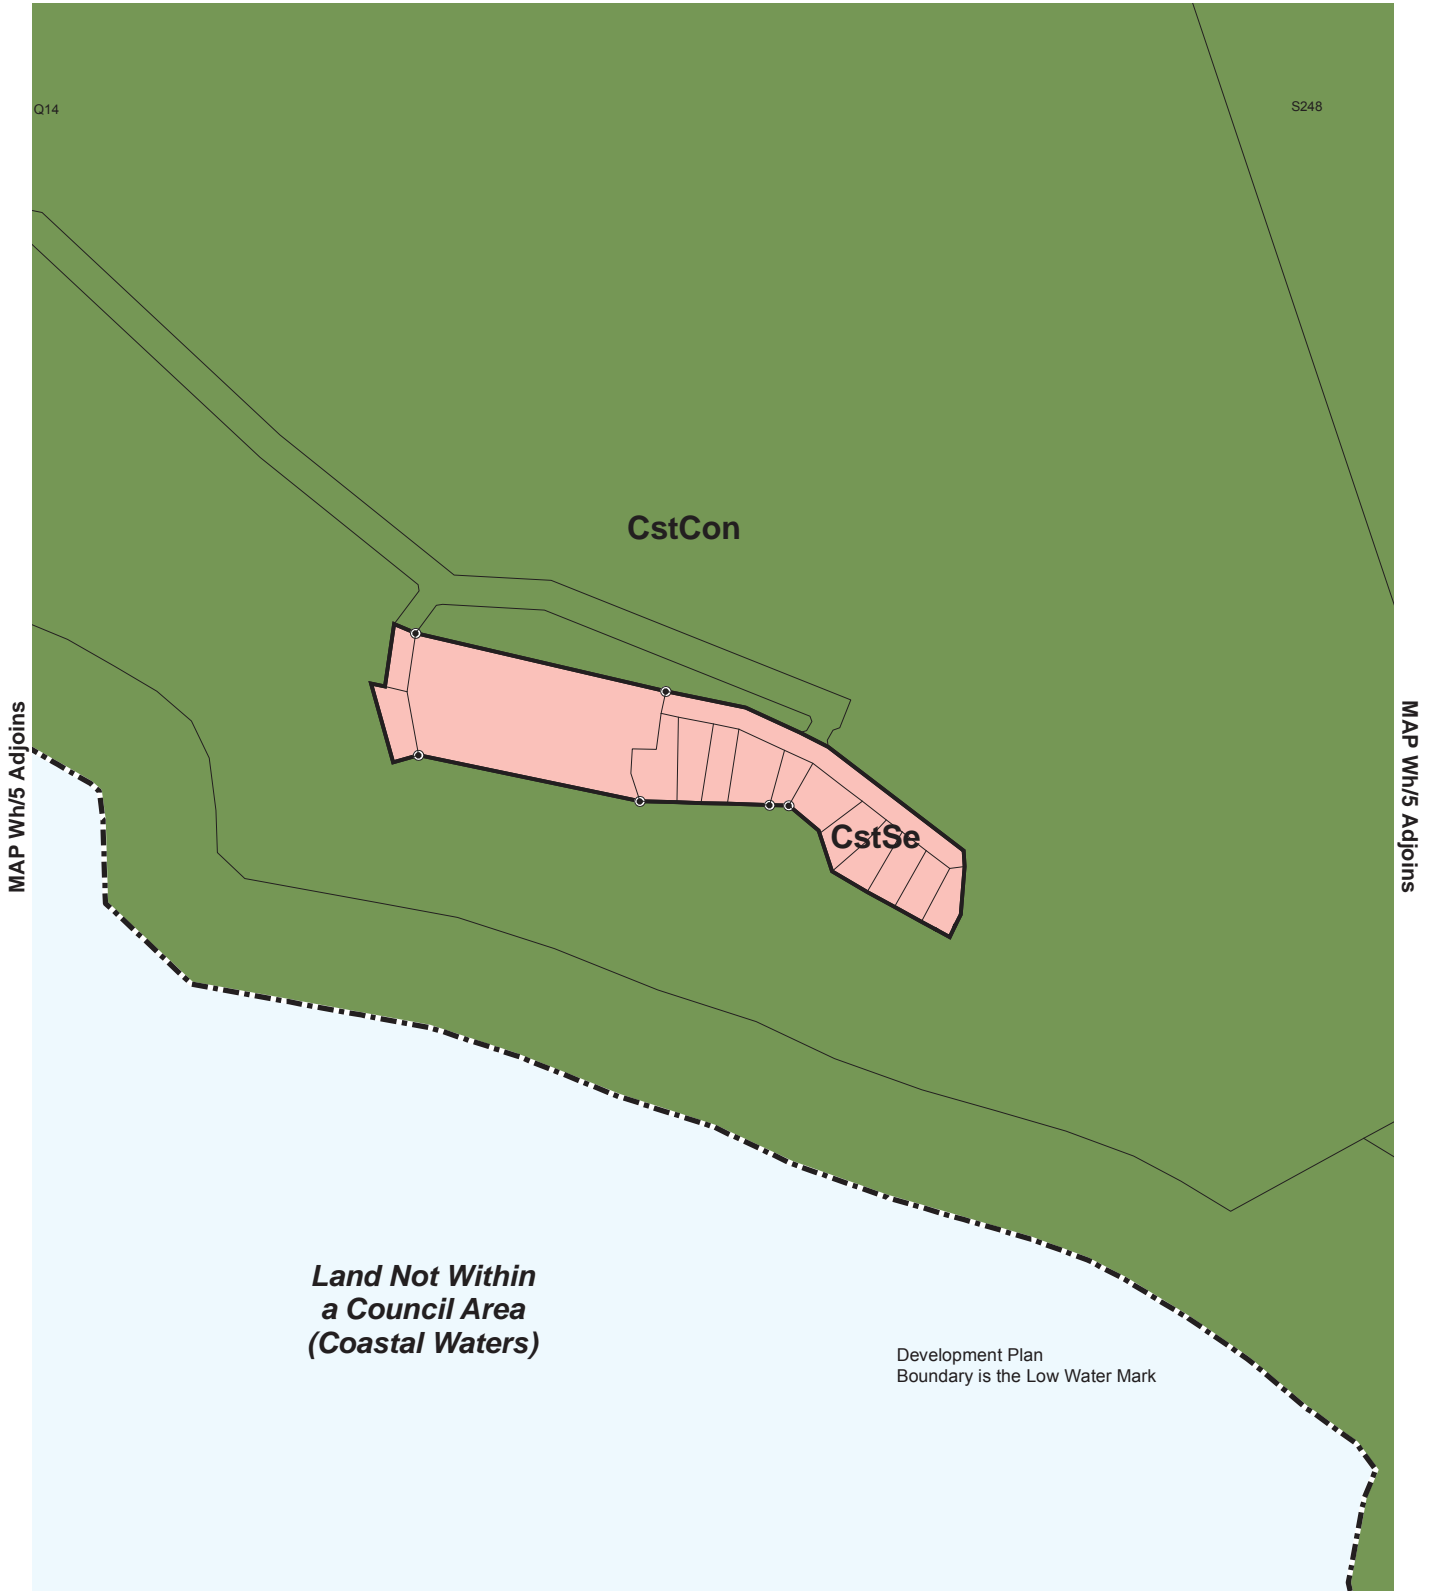 Q14
S248
CstCon
MAP Wh/5 Adjoins
MAP Wh/5 Adjoins
CstSe
Land Not Within
a Council Area
(Coastal Waters)
Development Plan
Boundary is the Low Water Mark